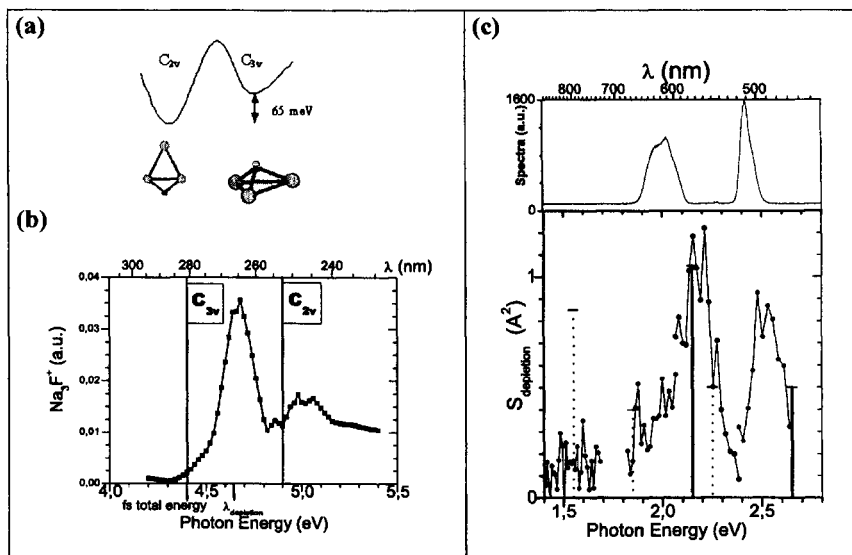 (a)
C2v
C3v
65 meV
(b)
300 280 260 240 λ (nm)
0,04
0,03
0,02
0,01
0,00
Na3F+ (a.u.)
C3v
C2v
4,0 4,5 5,0 5,5
fs total energy λdepletion
Photon Energy (eV)
(c)
λ (nm)
800 700 600 500
1600
0
Spectra (a.u.)
1
0
Sdepletion (A²)
1,5 2,0 2,5
Photon Energy (eV)